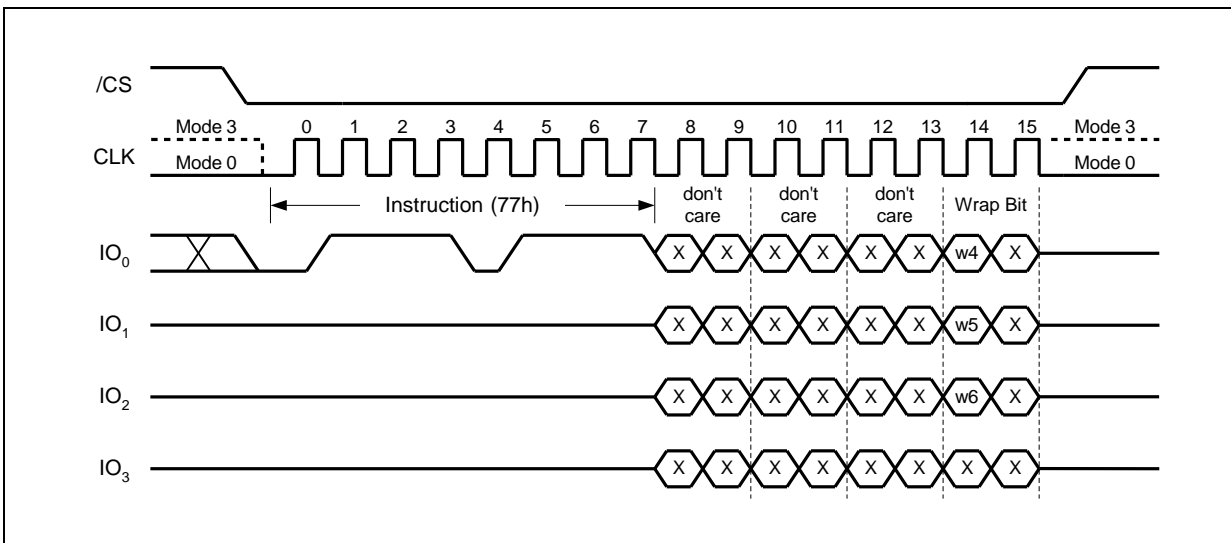 /CS
Mode 3 0 1 2 3 4 5 6 7 8 9 10 11 12 13 14 15 Mode 3
CLK Mode 0 Mode 0
Instruction (77h) don't care don't care don't care Wrap Bit
IO0 X X X X X X w4 X
IO1 X X X X X X w5 X
IO2 X X X X X X w6 X
IO3 X X X X X X X X